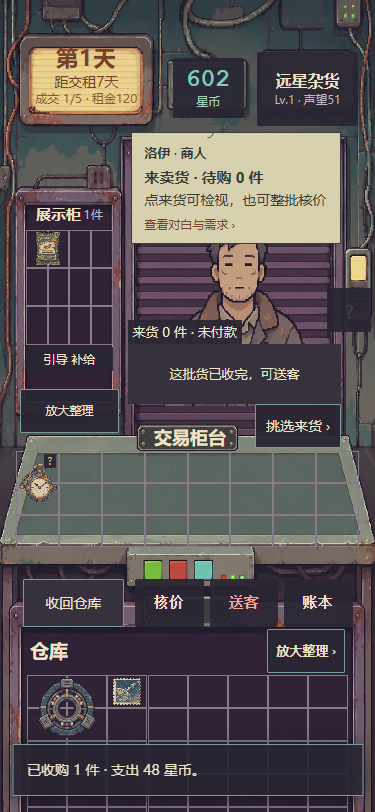 第1天
距交租7天
成交 1/5 · 租金120
602
星币
远星杂货
Lv.1 · 声望51
洛伊 · 商人
来卖货 · 待购 0 件
点来货可检视，也可整批核价
查看对白与需求 ›
展示柜 1件
?
来货 0 件 · 未付款
引导 补给
这批货已收完，可送客
放大整理
挑选来货 ›
交易柜台
?
收回仓库
核价
送客
账本
仓库
放大整理 ›
已收购 1 件 · 支出 48 星币。